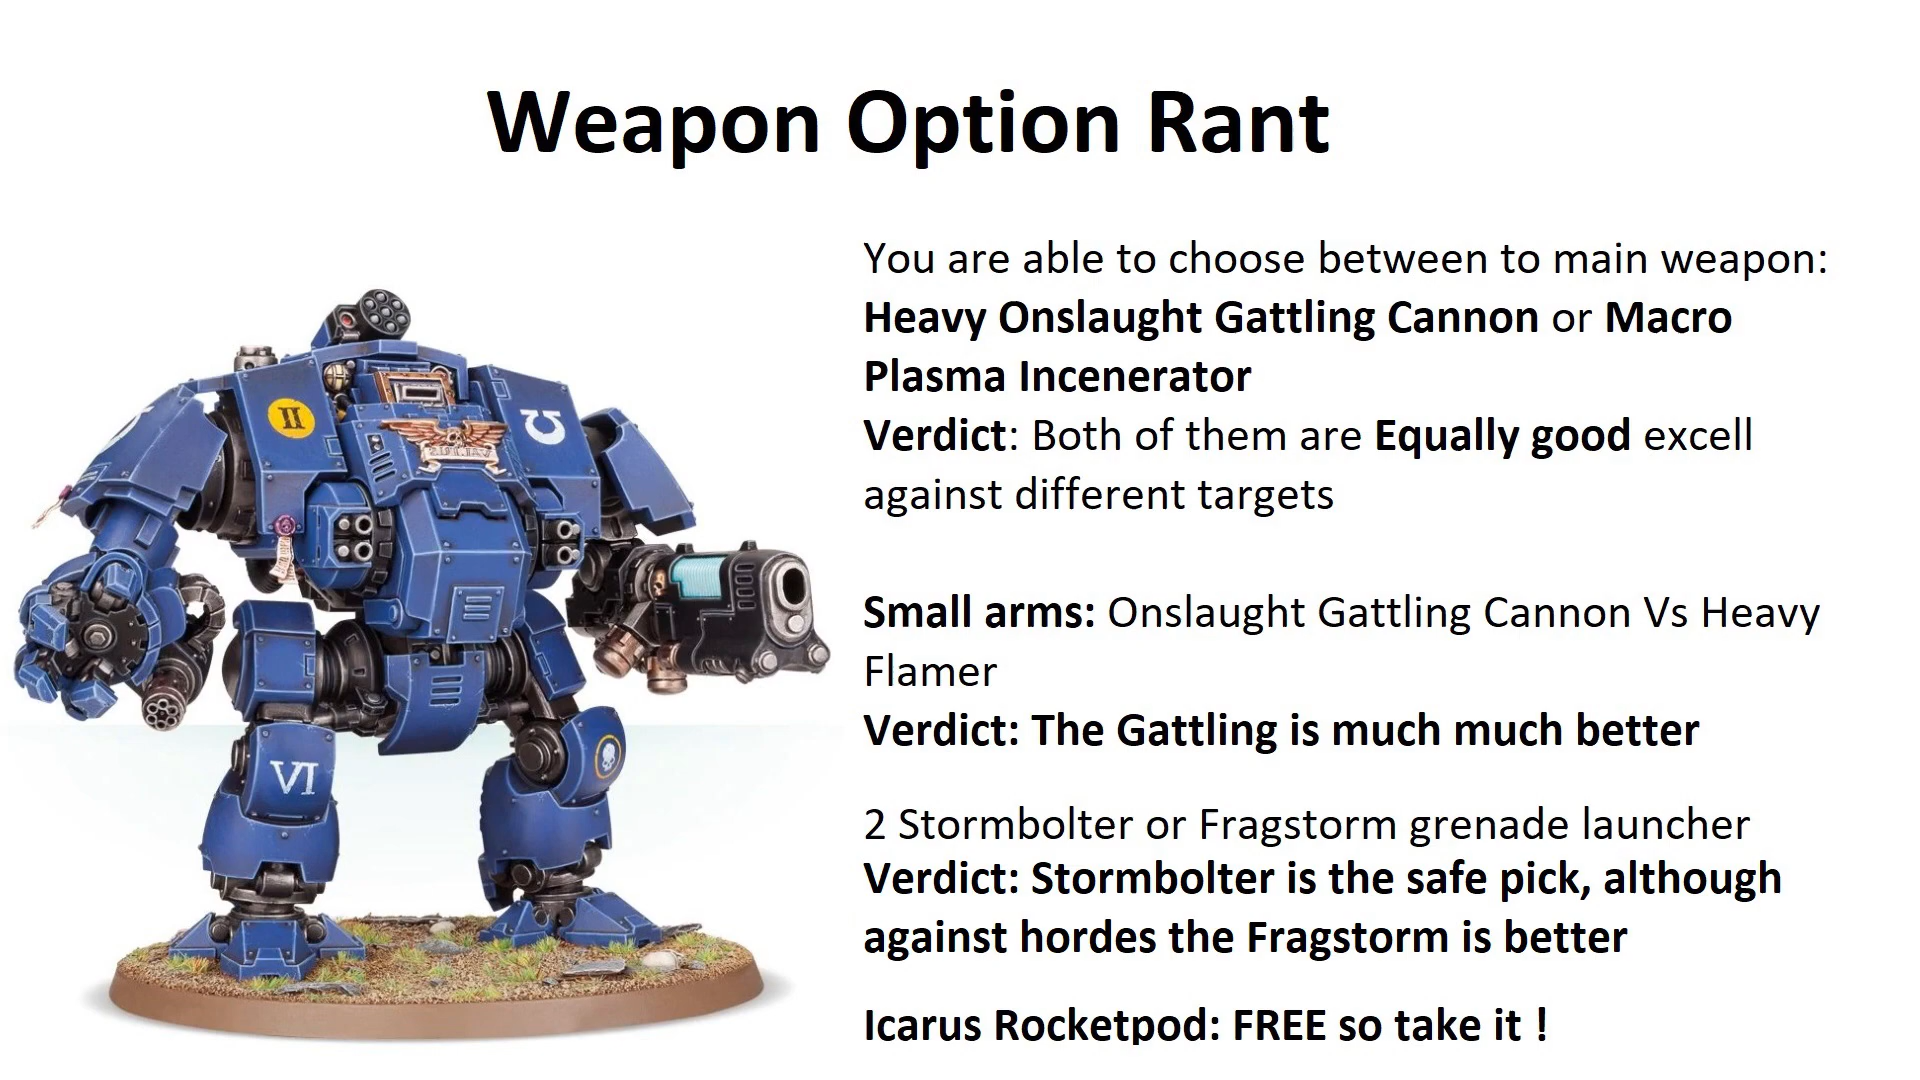 Weapon Option Rant
You are able to choose between to main weapon:
Heavy Onslaught Gattling Cannon or Macro
Plasma Incenerator
Verdict: Both of them are Equally good excell
against different targets
Small arms: Onslaught Gattling Cannon Vs Heavy
Flamer
Verdict: The Gattling is much much better
2 Stormbolter or Fragstorm grenade launcher
Verdict: Stormbolter is the safe pick, although
against hordes the Fragstorm is better
Icarus Rocketpod: FREE so take it !
II
VI